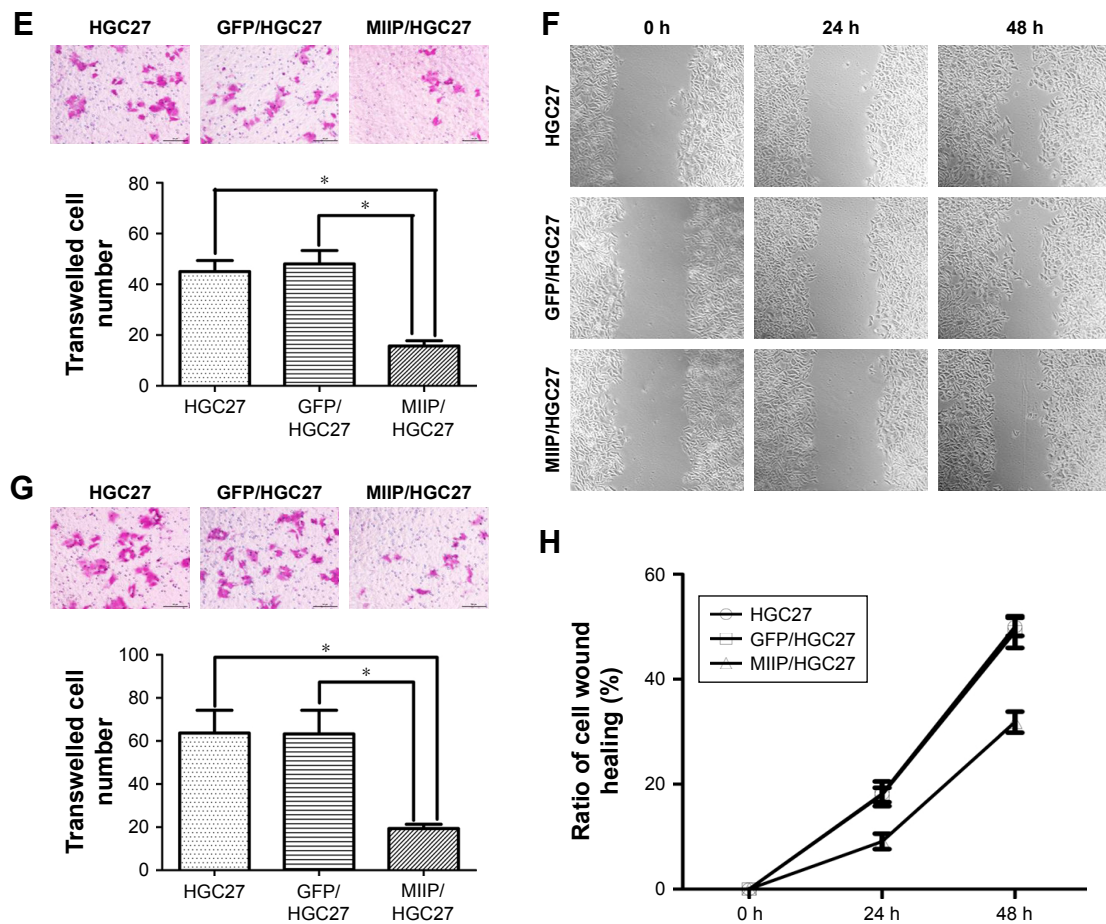 E
HGC27 GFP/HGC27 MIIP/HGC27
Transwelled cell
number
80
60
40
20
0
*
*
HGC27
GFP/
HGC27
MIIP/
HGC27
F
0 h 24 h 48 h
HGC27
GFP/HGC27
MIIP/HGC27
G
HGC27 GFP/HGC27 MIIP/HGC27
Transwelled cell
number
100
80
60
40
20
0
*
*
HGC27
GFP/
HGC27
MIIP/
HGC27
H
Ratio of cell wound
healing (%)
60
40
20
0
HGC27
GFP/HGC27
MIIP/HGC27
0 h 24 h 48 h